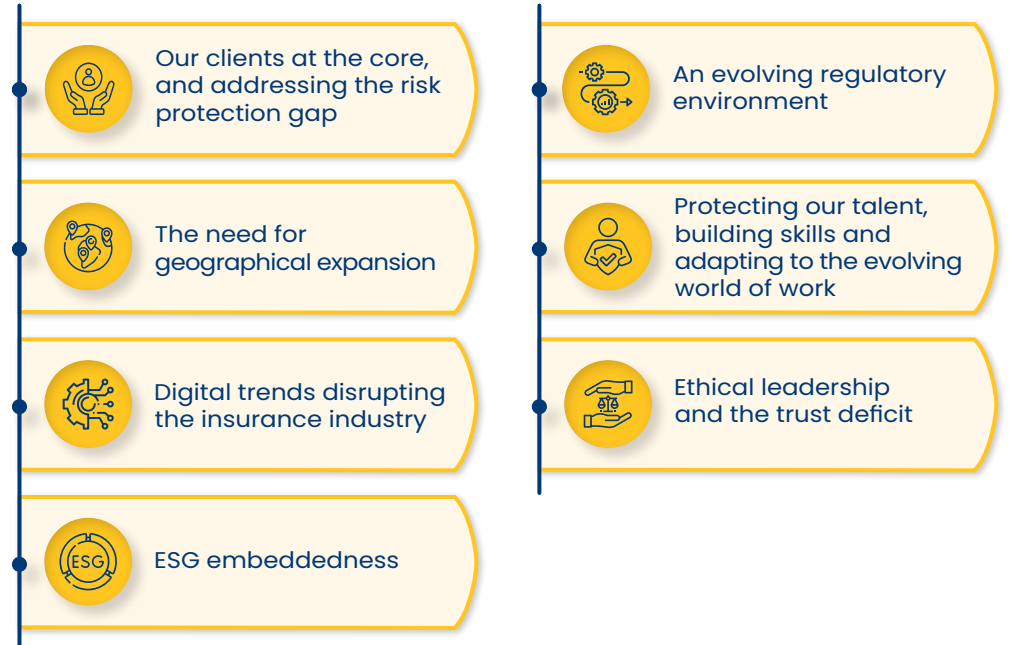 Our clients at the core,
and addressing the risk
protection gap
The need for
geographical expansion
Digital trends disrupting
the insurance industry
ESG
ESG embeddedness
An evolving regulatory
environment
Protecting our talent,
building skills and
adapting to the evolving
world of work
Ethical leadership
and the trust deficit